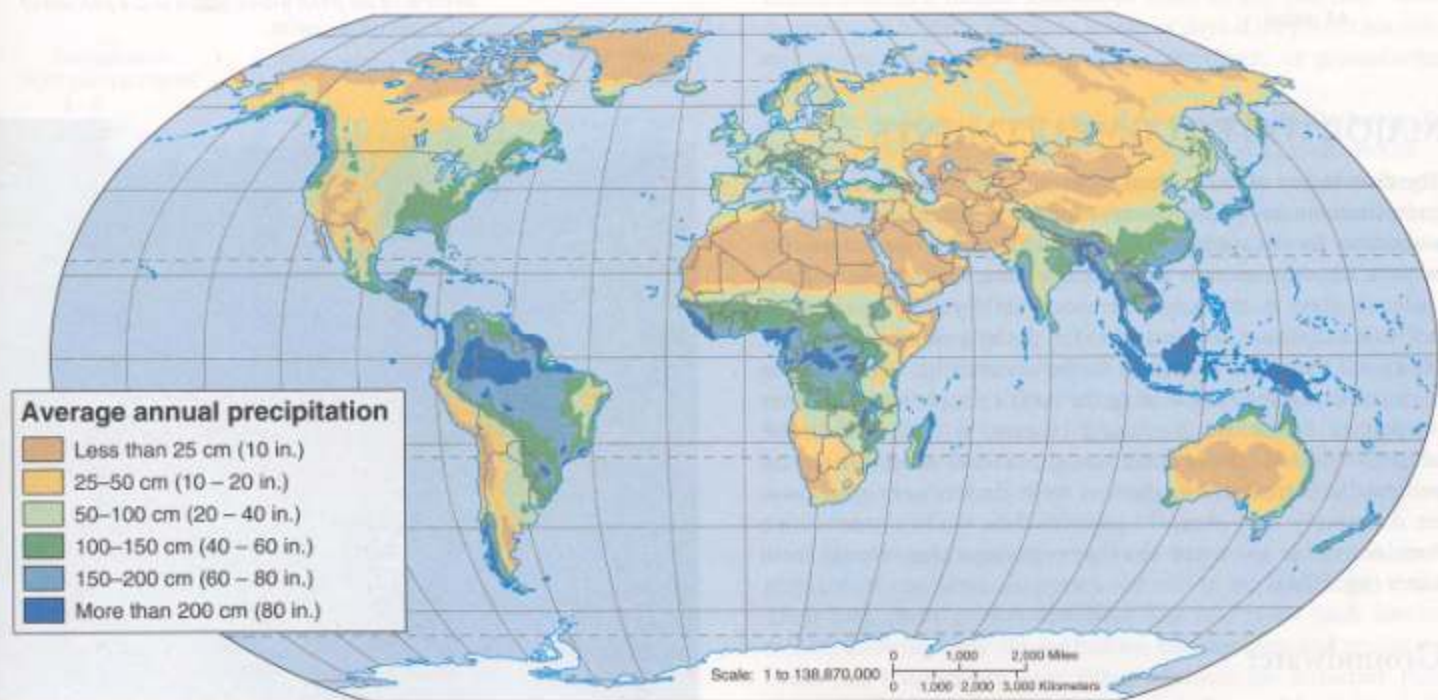 Average annual precipitation
Less than 25 cm (10 in.)
25–50 cm (10 – 20 in.)
50–100 cm (20 – 40 in.)
100–150 cm (40 – 60 in.)
150–200 cm (60 – 80 in.)
More than 200 cm (80 in.)
Scale: 1 to 138,870,000
0 1,000 2,000 Miles
0 1,000 2,000 3,000 Kilometers